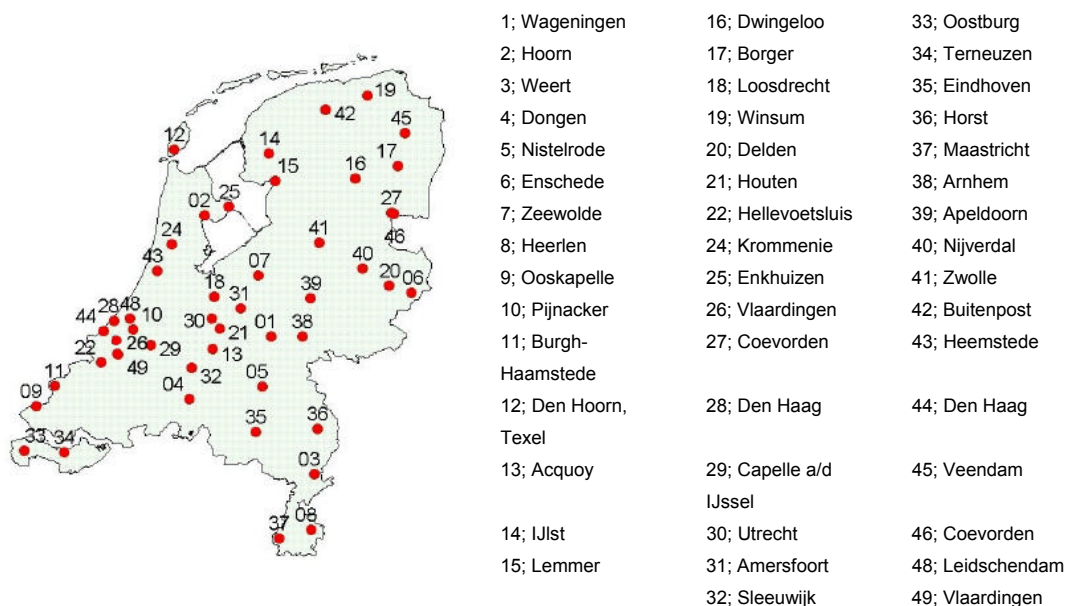 1; Wageningen 16; Dwingeloo 33; Oostburg
2; Hoorn 17; Borger 34; Terneuzen
3; Weert 18; Loosdrecht 35; Eindhoven
4; Dongen 19; Winsum 36; Horst
5; Nistelrode 20; Delden 37; Maastricht
6; Enschede 21; Houten 38; Arnhem
7; Zeewolde 22; Hellevoetsluis 39; Apeldoorn
8; Heerlen 24; Krommenie 40; Nijverdal
9; Ooskapelle 25; Enkhuizen 41; Zwolle
10; Pijnacker 26; Vlaardingen 42; Buitenpost
11; Burgh- 27; Coevorden 43; Heemstede
Haamstede
12; Den Hoorn, 28; Den Haag 44; Den Haag
Texel
13; Acquoy 29; Capelle a/d 45; Veendam
IJssel
14; IJlst 30; Utrecht 46; Coevorden
15; Lemmer 31; Amersfoort 48; Leidschendam
32; Sleeuwijk 49; Vlaardingen
19
42
45
12
14
17
15
16
25
02
27
24
41
46
43
07
40
20
06
18
39
31
28
48
10
44
30
21
01
38
26
22
29
13
49
32
11
05
04
09
35
36
33
34
03
37
08